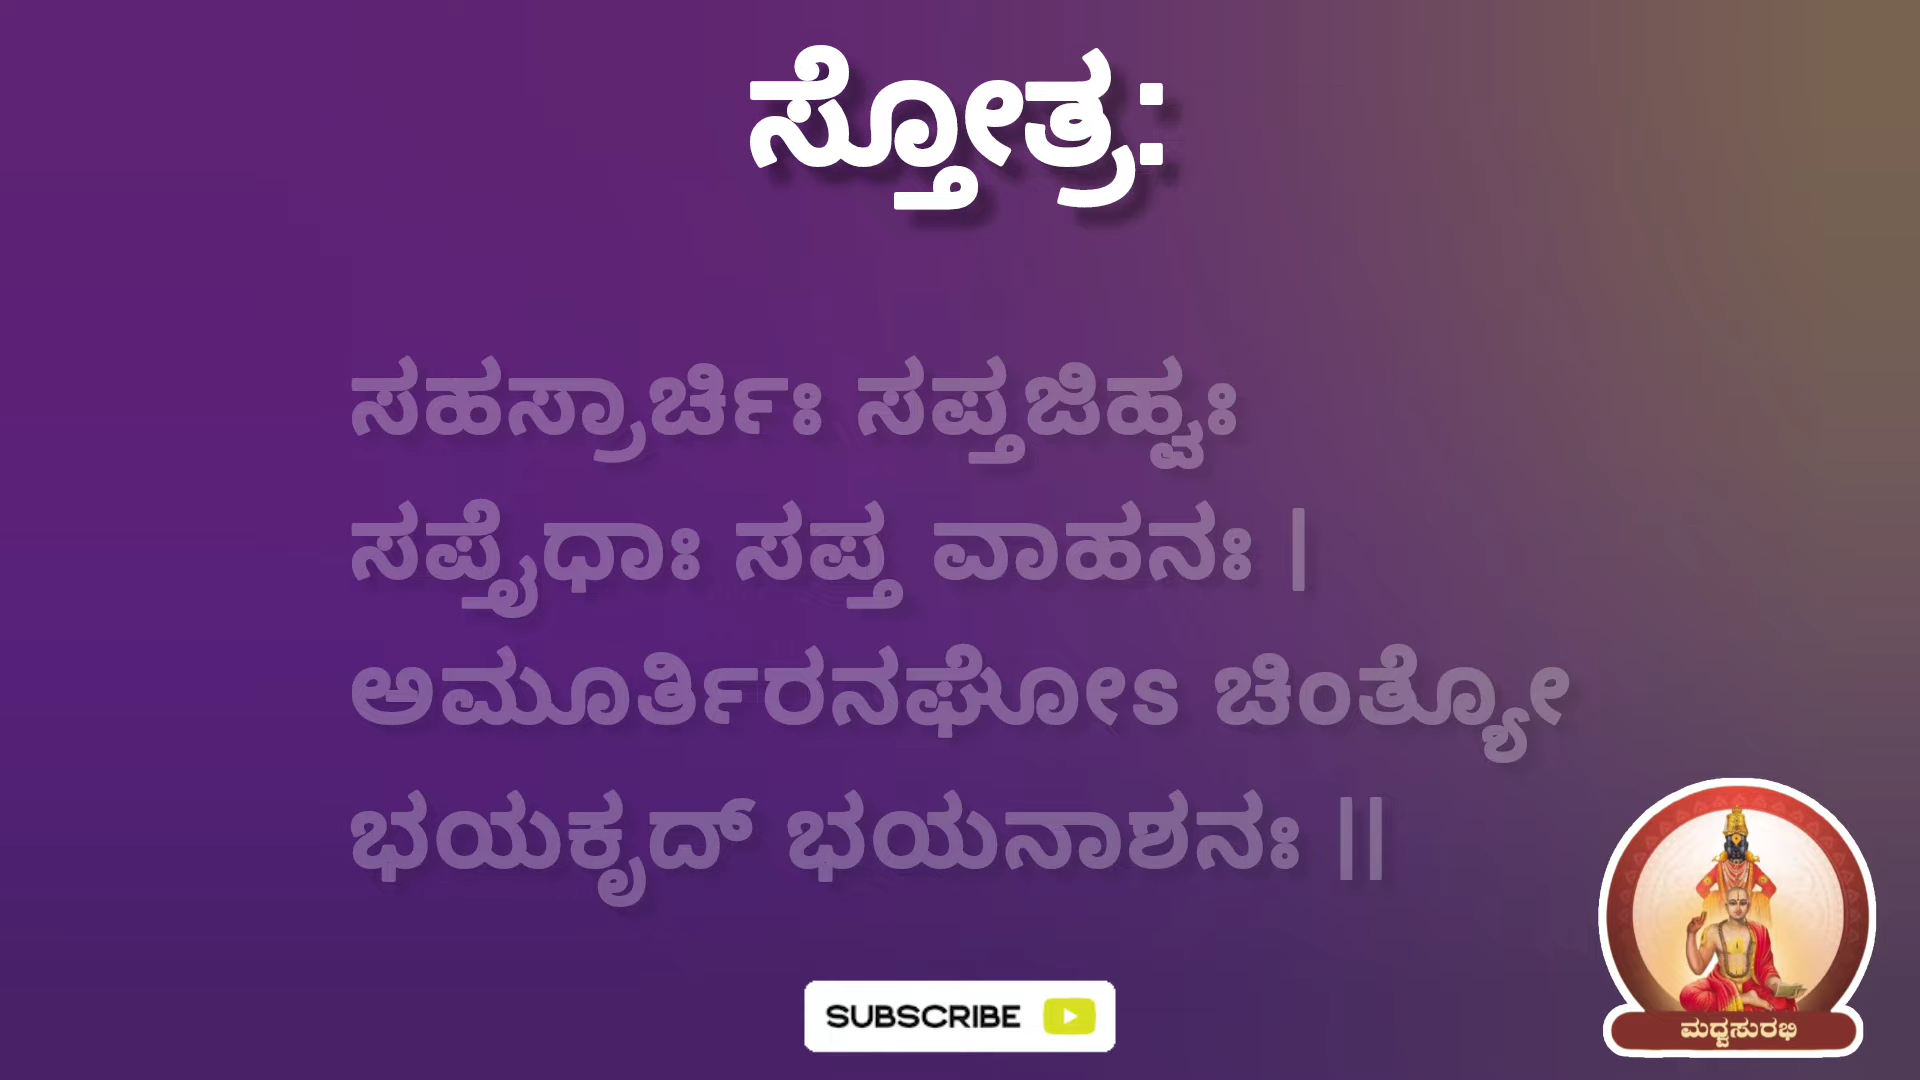 ಸ್ತೋತ್ರ:
ಸಹಸ್ರಾರ್ಚಿಃ ಸಪ್ತಜಿಹ್ವಃ
ಸಪ್ತೈಧಾಃ ಸಪ್ತ ವಾಹನಃ |
ಅಮೂರ್ತಿರನಘೋಽ ಚಿಂತ್ಯೋ
ಭಯಕೃದ್ ಭಯನಾಶನಃ ||
SUBSCRIBE
ಮಧ್ವಸುರಭಿ